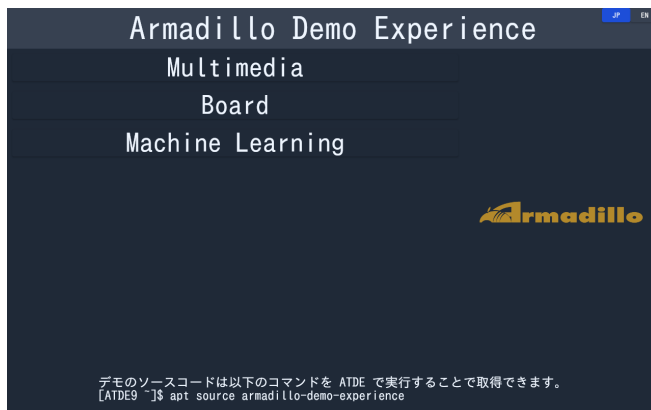 Armadillo Demo Experience
JP EN
Multimedia
Board
Machine Learning
Armadillo
デモのソースコードは以下のコマンドを ATDE で実行することで取得できます。
[ATDE9 ~]$ apt source armadillo-demo-experience